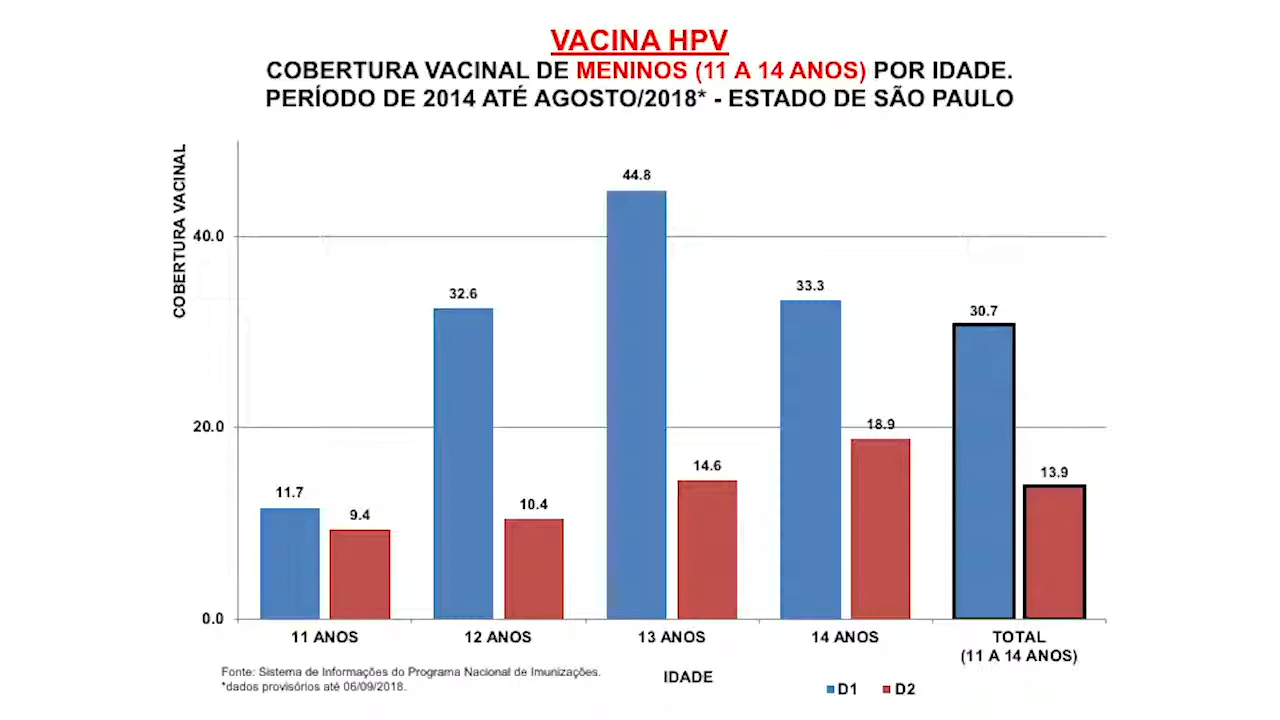 VACINA HPV
COBERTURA VACINAL DE MENINOS (11 A 14 ANOS) POR IDADE.
PERÍODO DE 2014 ATÉ AGOSTO/2018* - ESTADO DE SÃO PAULO
COBERTURA VACINAL
40.0
20.0
0.0
11.7
9.4
32.6
10.4
44.8
14.6
33.3
18.9
30.7
13.9
11 ANOS
12 ANOS
13 ANOS
14 ANOS
TOTAL
(11 A 14 ANOS)
IDADE
Fonte: Sistema de Informações do Programa Nacional de Imunizações.
*dados provisórios até 06/09/2018.
D1
D2